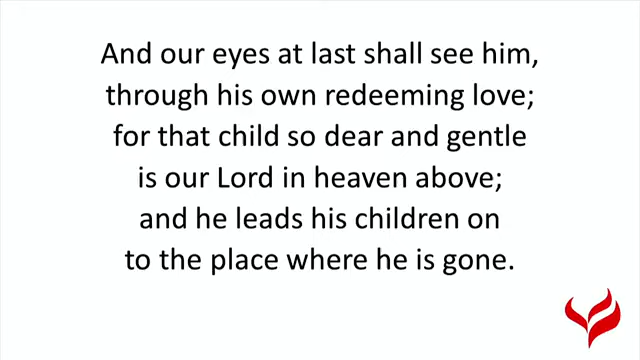 And our eyes at last shall see him,
through his own redeeming love;
for that child so dear and gentle
is our Lord in heaven above;
and he leads his children on
to the place where he is gone.